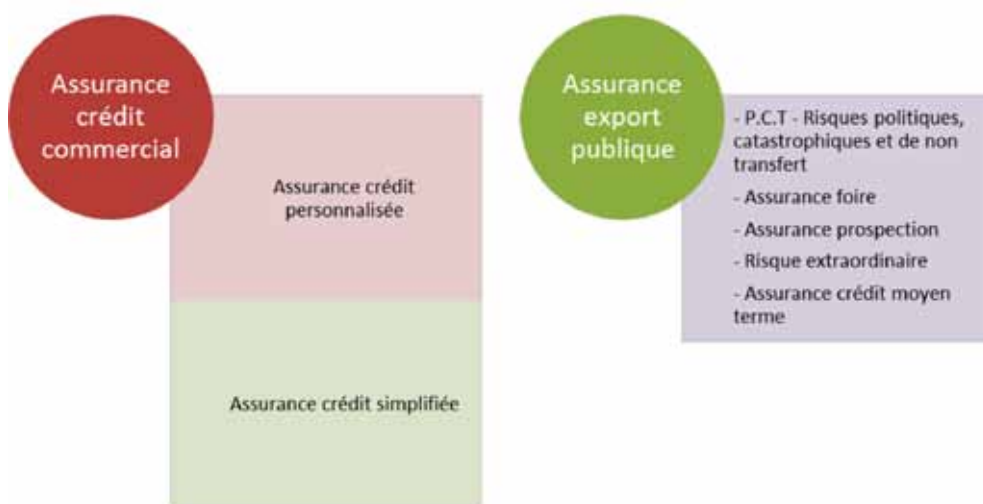 Assurance
crédit
commercial
Assurance crédit
personnalisée
Assurance crédit simplifiée
Assurance
export
publique
- P.C.T - Risques politiques,
catastrophiques et de non
transfert
- Assurance foire
- Assurance prospection
- Risque extraordinaire
- Assurance crédit moyen
terme